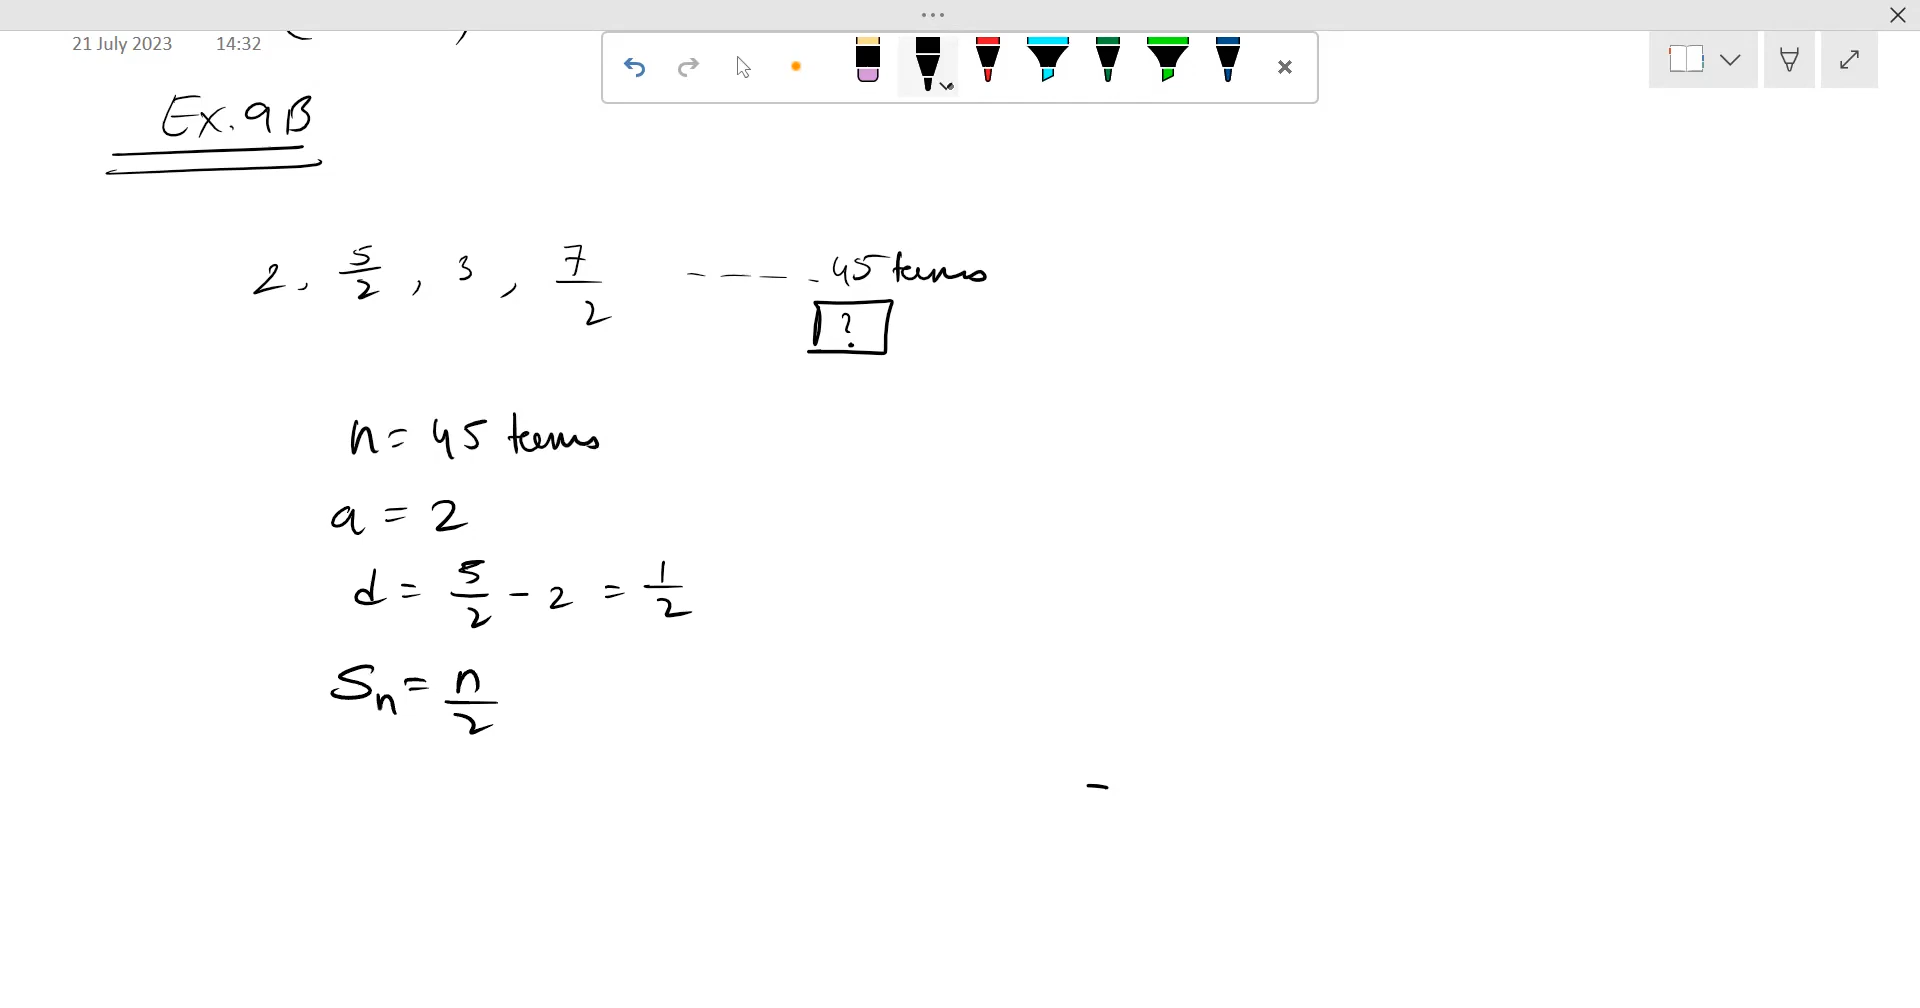 21 July 2023 14:32
Ex. 9B
2, 5/2, 3, 7/2 ----- 45 terms
?
n = 45 terms
a = 2
d = 5/2 - 2 = 1/2
Sn = n/2
-